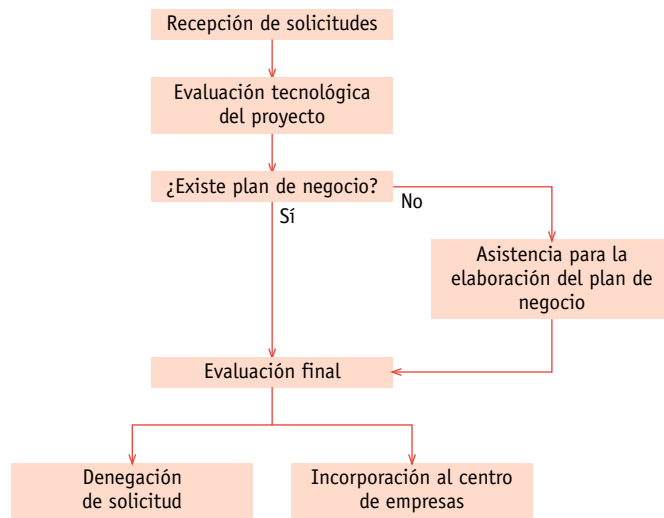 Recepción de solicitudes
Evaluación tecnológica
del proyecto
¿Existe plan de negocio?
No
Sí
Asistencia para la
elaboración del plan de
negocio
Evaluación final
Denegación
de solicitud
Incorporación al centro
de empresas